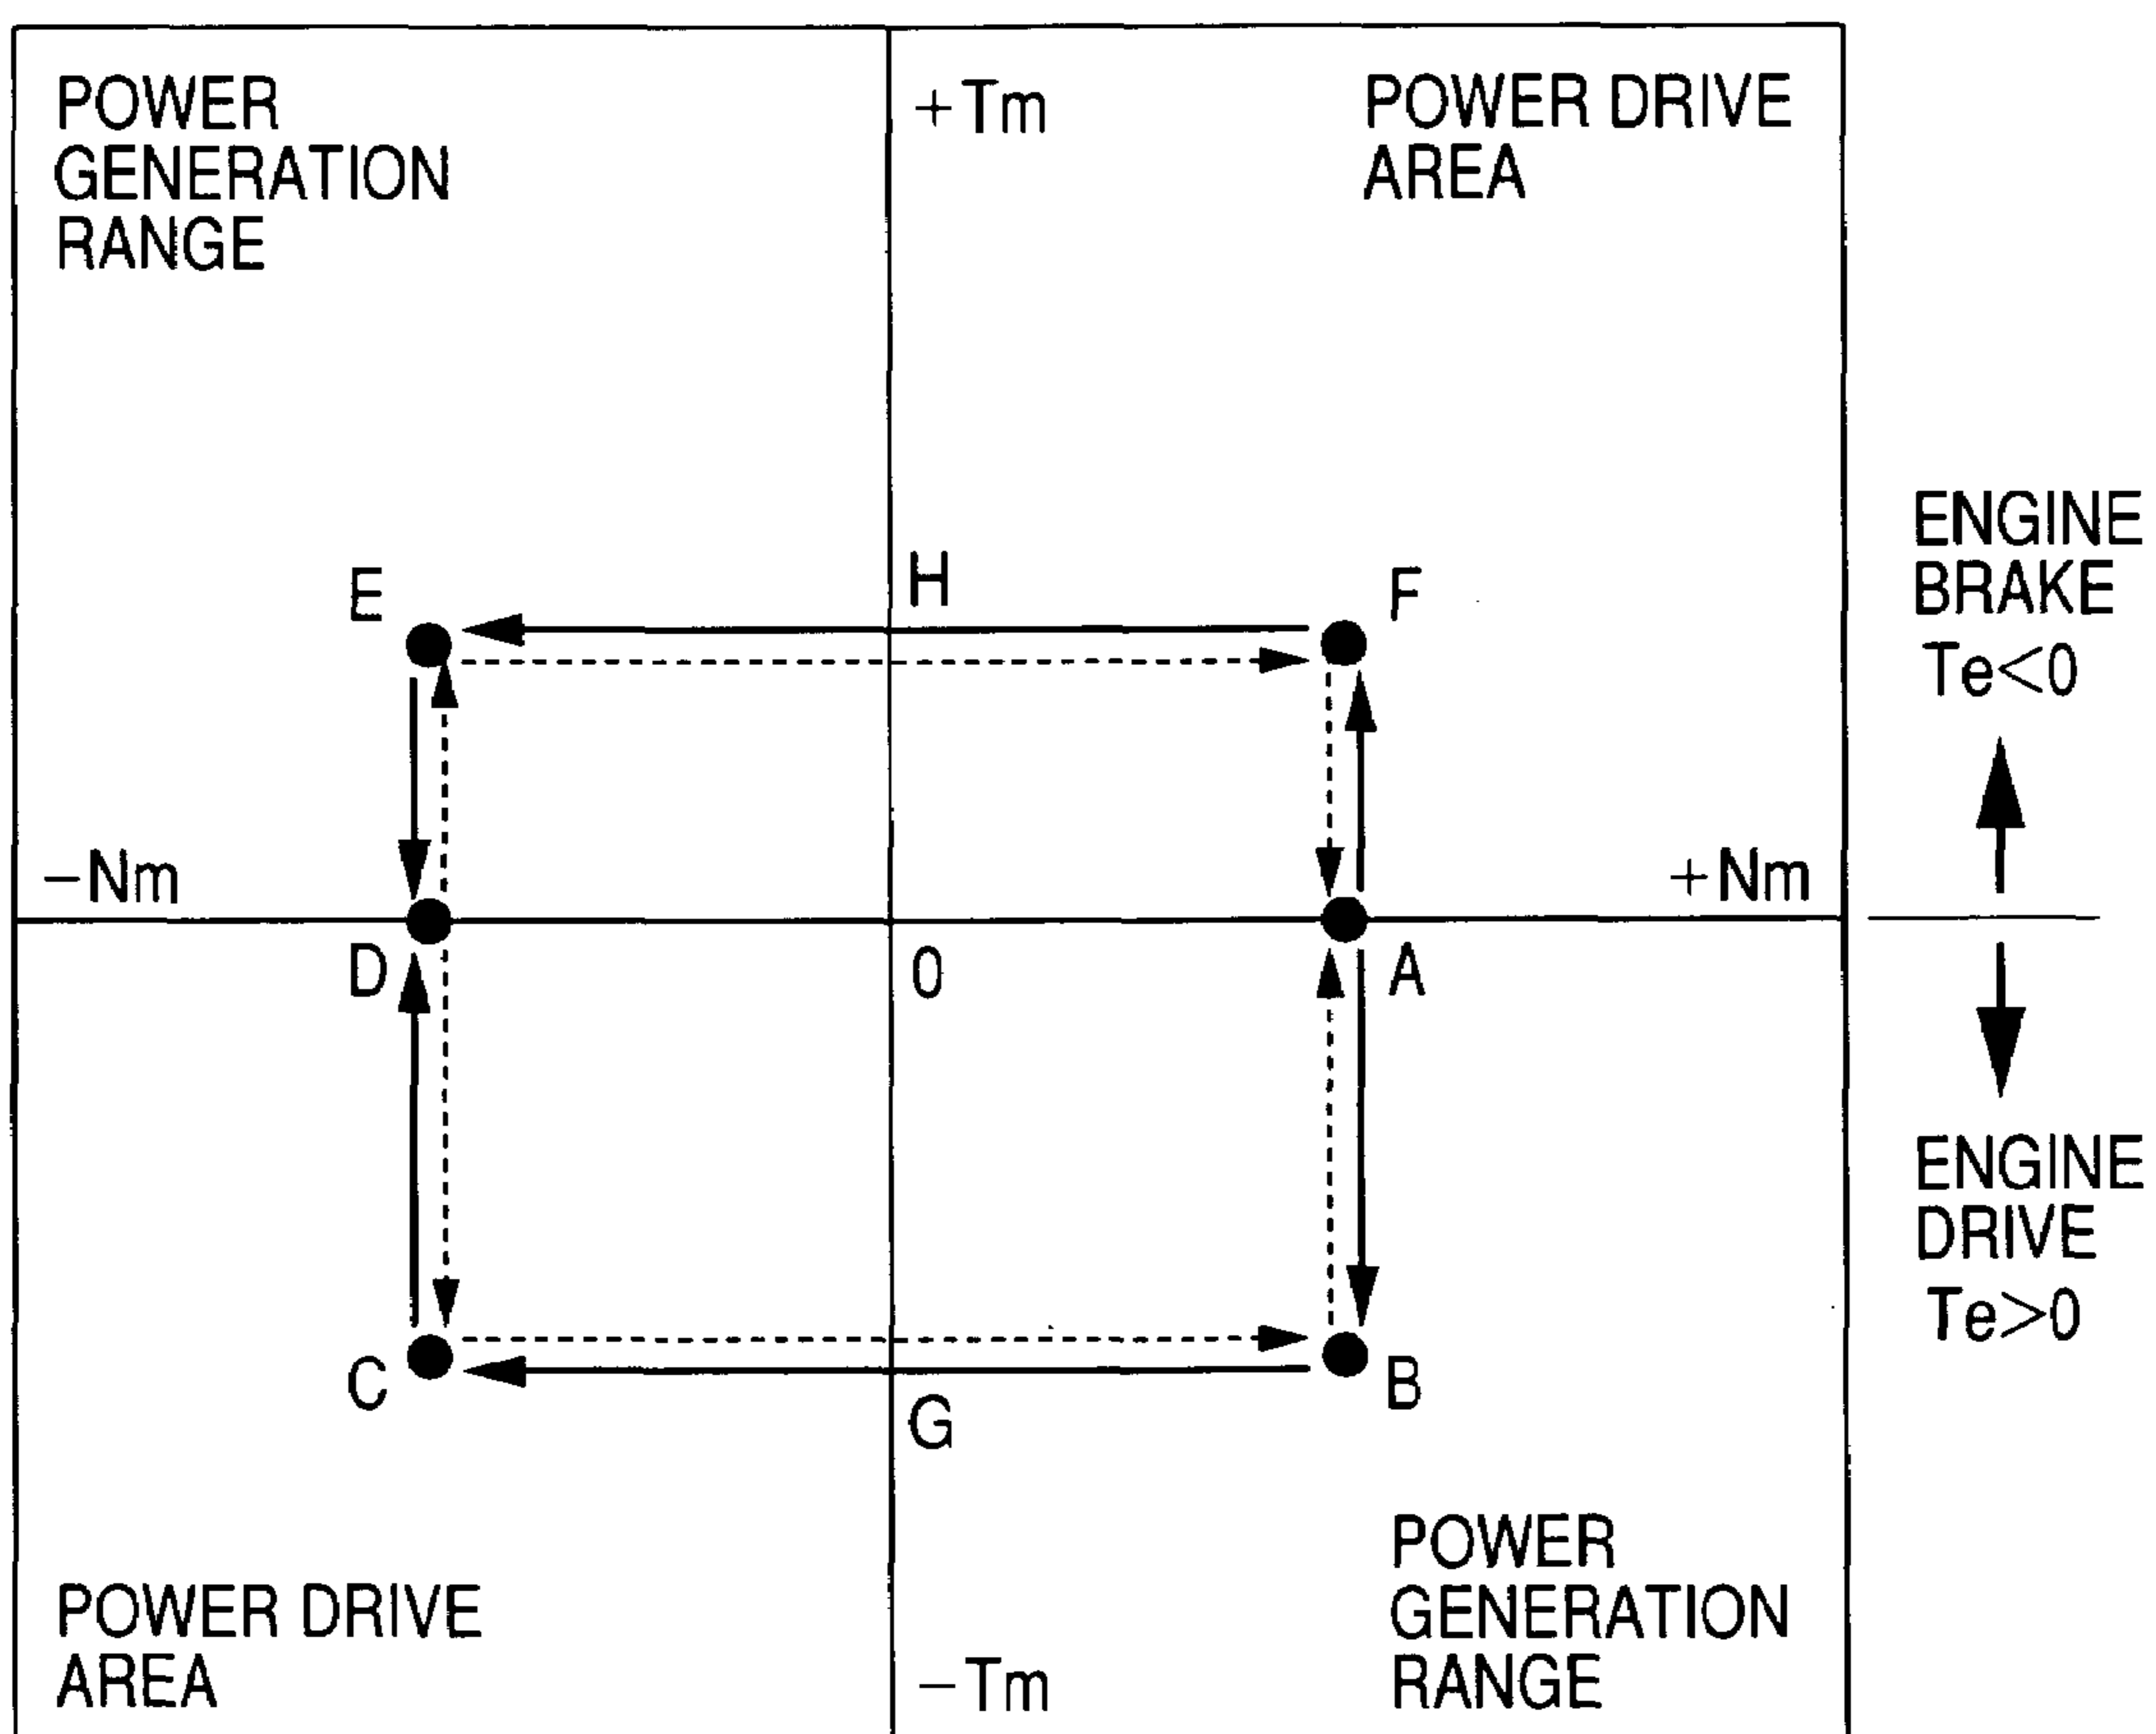 POWER
GENERATION
RANGE
+Tm
POWER DRIVE
AREA
E
H
F
ENGINE
BRAKE
Te<0
−Nm
+Nm
D
0
A
ENGINE
DRIVE
Te>0
C
G
B
POWER DRIVE
AREA
−Tm
POWER
GENERATION
RANGE